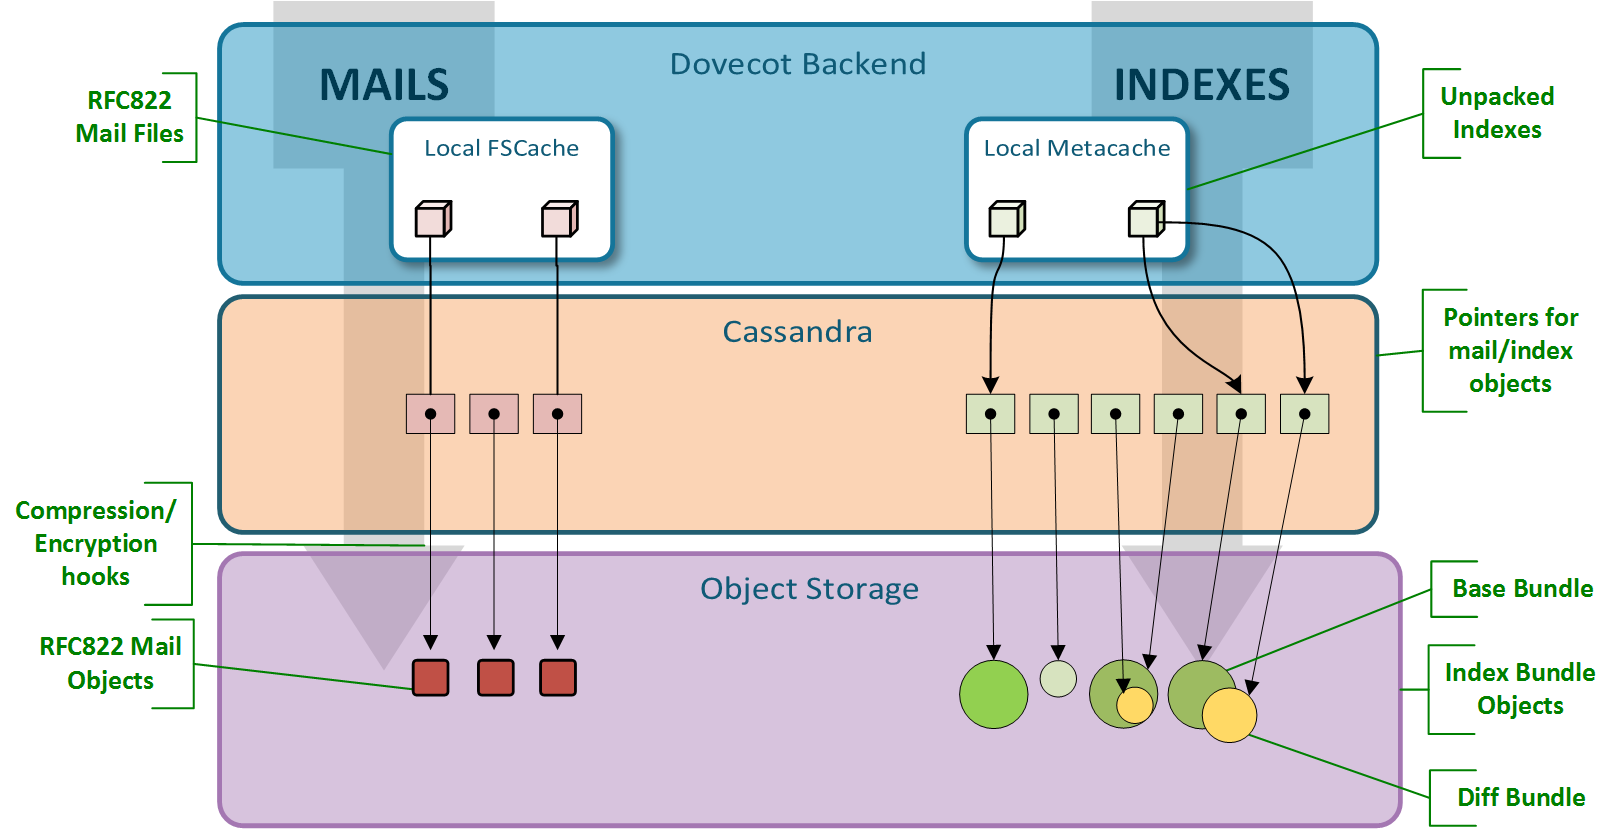 Dovecot Backend
MAILS
INDEXES
RFC822
Mail Files
Local FSCache
Local Metacache
Unpacked
Indexes
Cassandra
Pointers for
mail/index
objects
Compression/
Encryption
hooks
Object Storage
Base Bundle
RFC822 Mail
Objects
Index Bundle
Objects
Diff Bundle